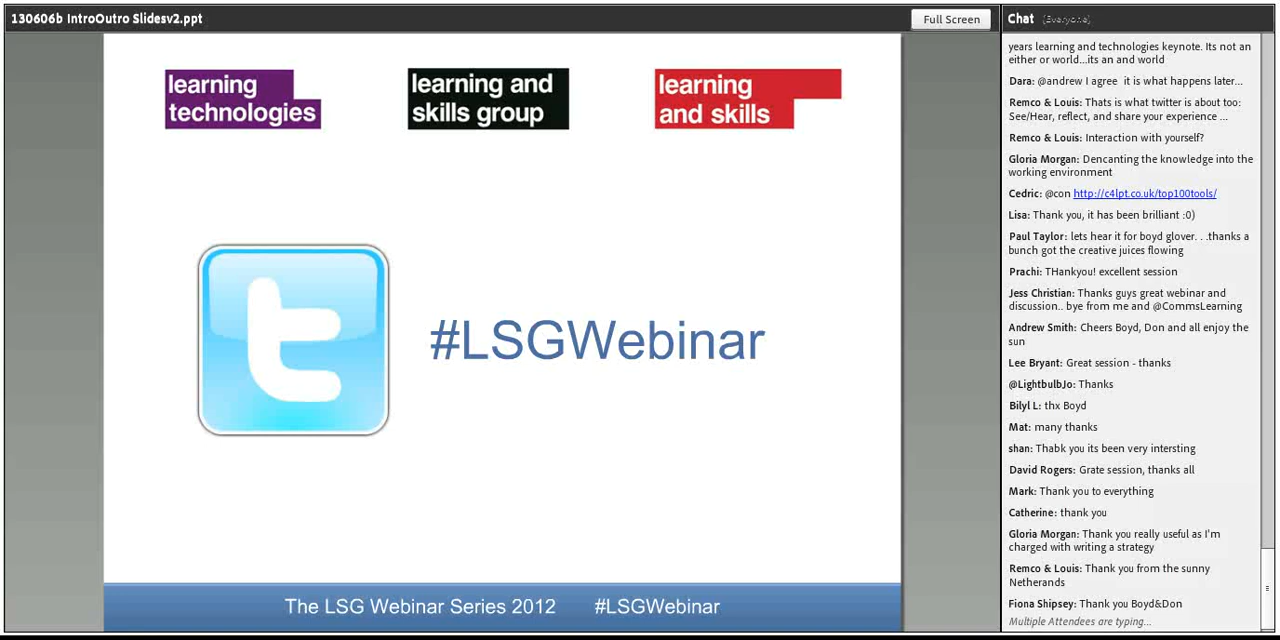 130606b IntroOutro Slidesv2.ppt
Full Screen
learning
technologies
learning and
skills group
learning
and skills
#LSGWebinar
The LSG Webinar Series 2012 #LSGWebinar
Chat (Everyone)
years learning and technologies keynote. Its not an
either or world...its an and world
Dara: @andrew I agree it is what happens later...
Remco & Louis: Thats is what twitter is about too:
See/Hear, reflect, and share your experience ...
Remco & Louis: Interaction with yourself?
Gloria Morgan: Dencanting the knowledge into the
working environment
Cedric: @con http://c4lpt.co.uk/top100tools/
Lisa: Thank you, it has been brilliant :0)
Paul Taylor: lets hear it for boyd glover. . .thanks a
bunch got the creative juices flowing
Prachi: THankyou! excellent session
Jess Christian: Thanks guys great webinar and
discussion.. bye from me and @CommsLearning
Andrew Smith: Cheers Boyd, Don and all enjoy the
sun
Lee Bryant: Great session - thanks
@LightbulbJo: Thanks
Bilyl L: thx Boyd
Mat: many thanks
shan: Thabk you its been very intersting
David Rogers: Grate session, thanks all
Mark: Thank you to everything
Catherine: thank you
Gloria Morgan: Thank you really useful as I'm
charged with writing a strategy
Remco & Louis: Thank you from the sunny
Netherands
Fiona Shipsey: Thank you Boyd&Don
Multiple Attendees are typing...